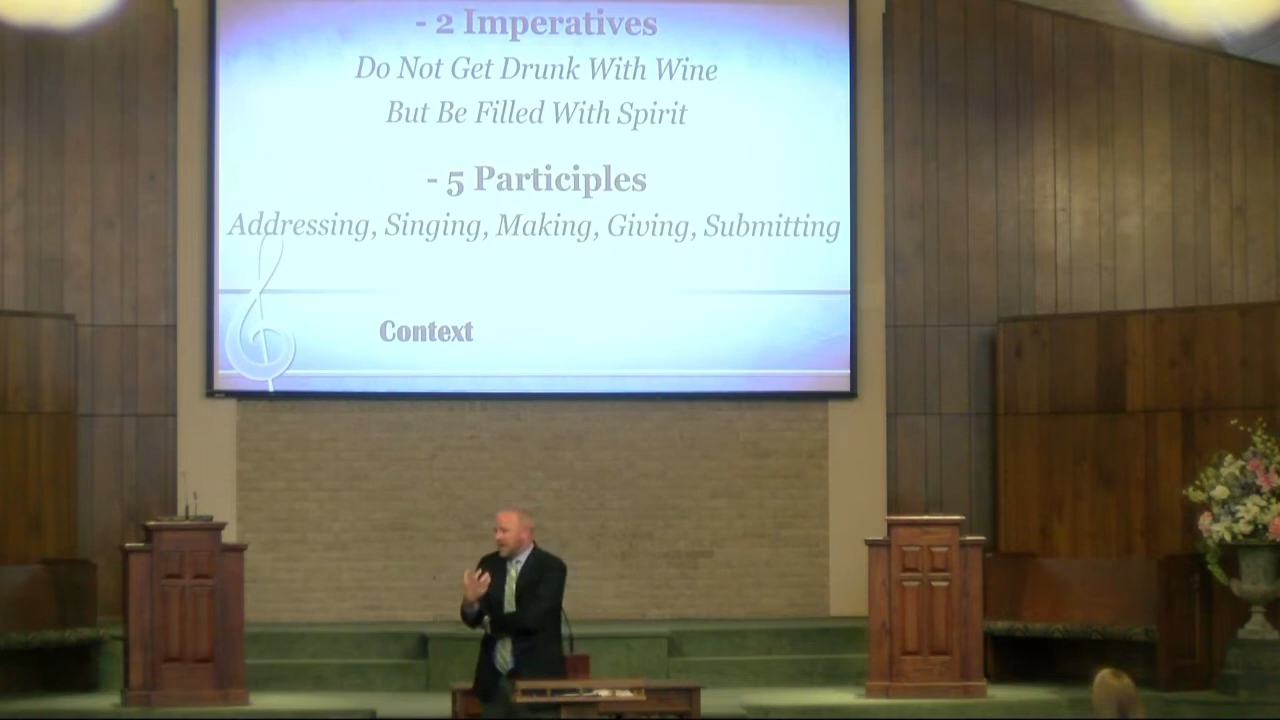 - 2 Imperatives
Do Not Get Drunk With Wine
But Be Filled With Spirit
- 5 Participles
Addressing, Singing, Making, Giving, Submitting
Context